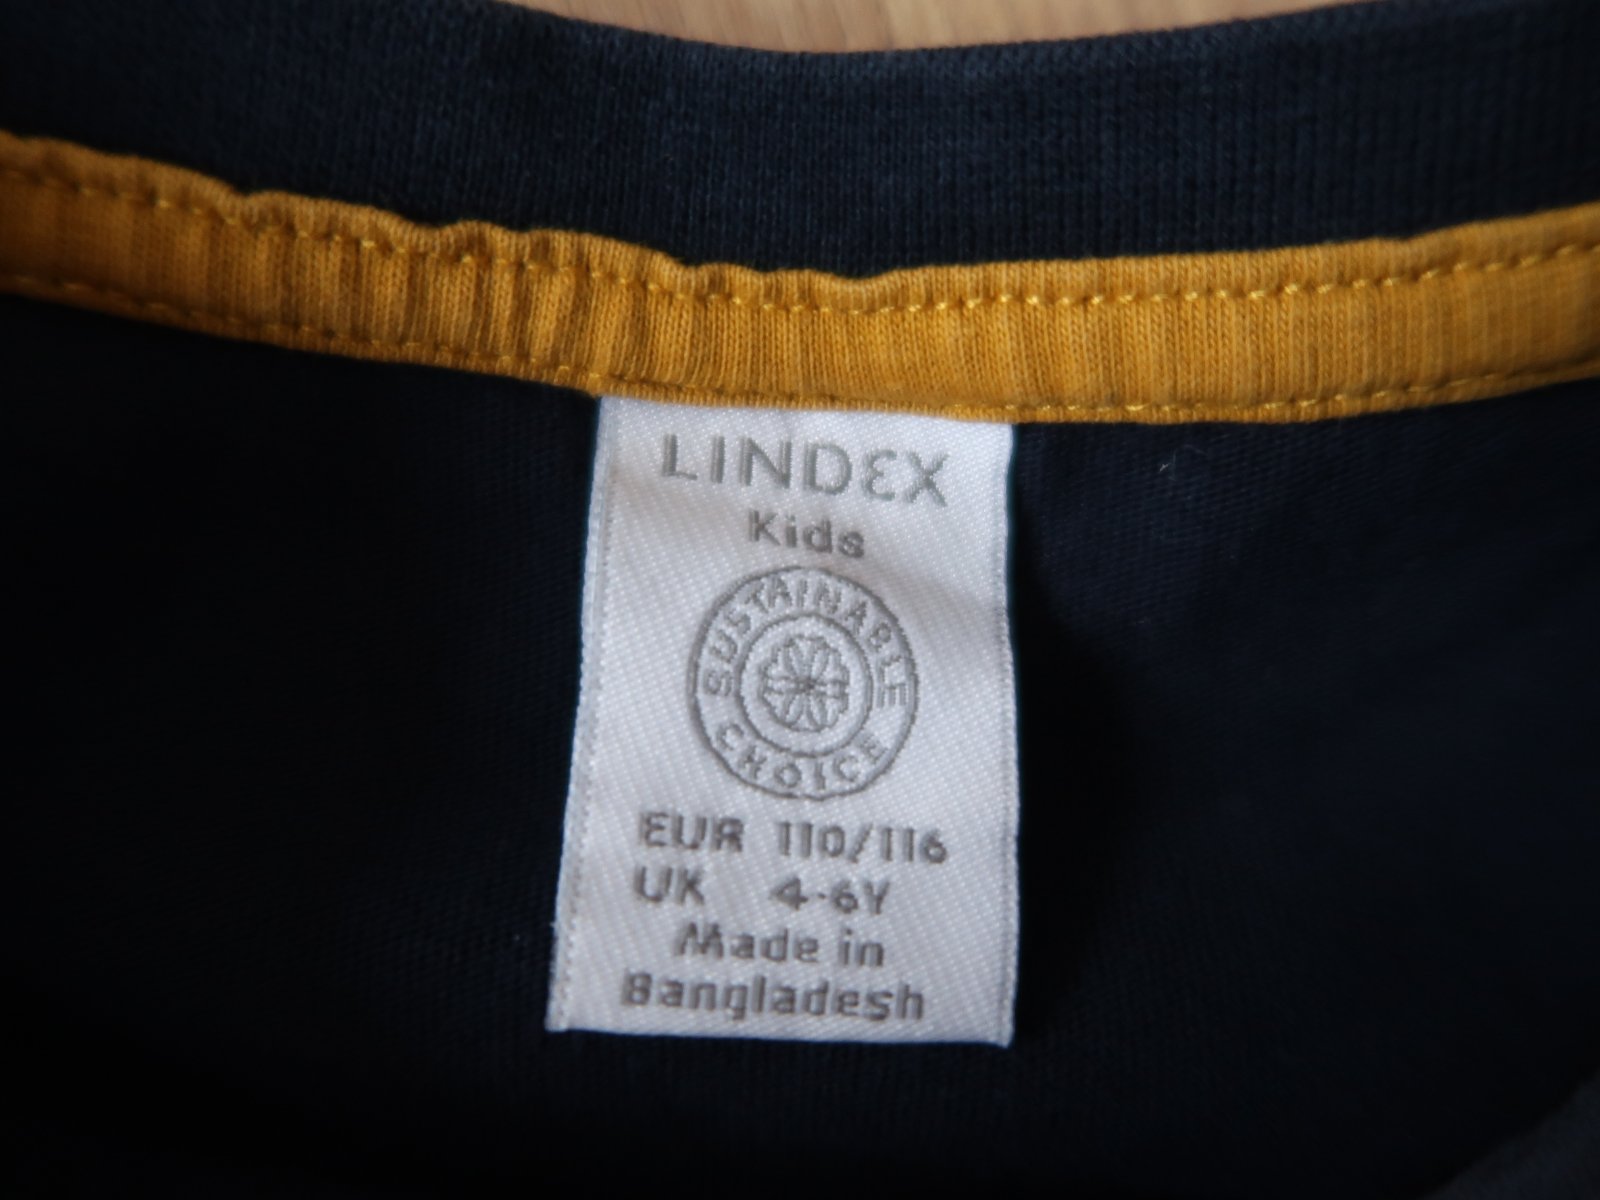 LINDEX
Kids
SUSTAINABLE
CHOICE
EUR 110/116
UK 4-6Y
Made in
Bangladesh